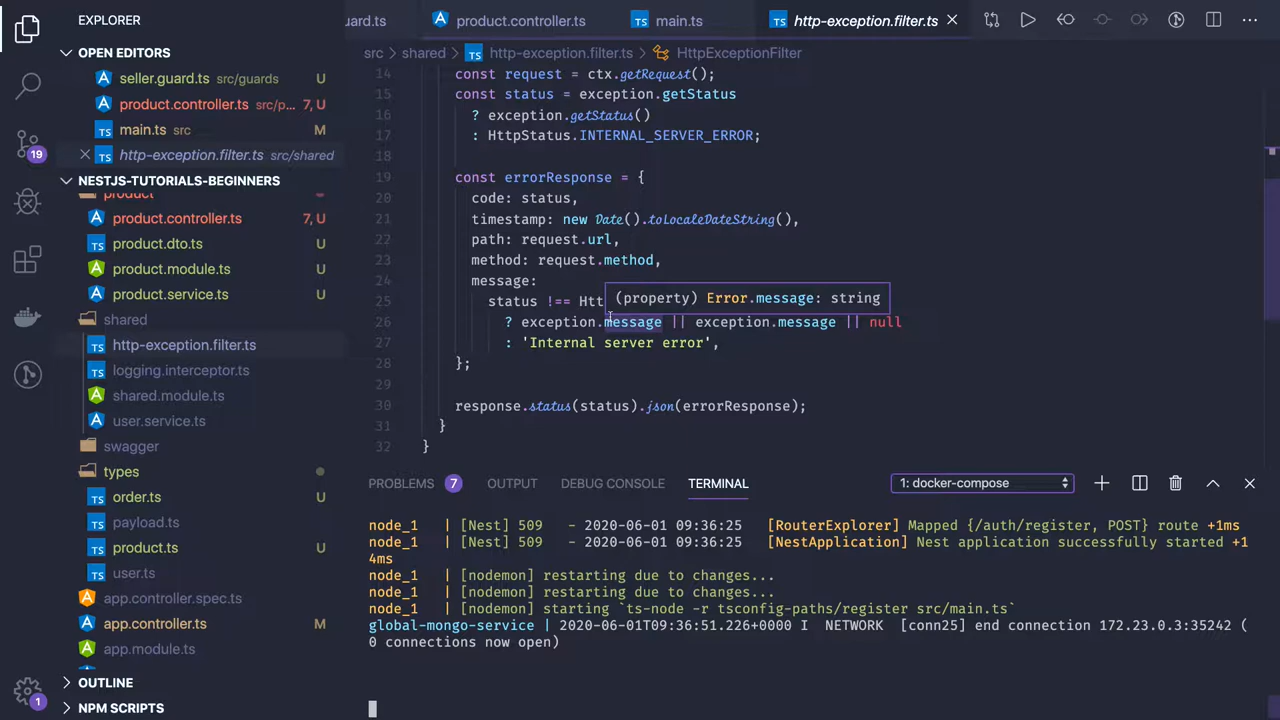 EXPLORER
OPEN EDITORS
seller.guard.ts src/guards U
product.controller.ts src/p... 7, U
main.ts src M
http-exception.filter.ts src/shared
NESTJS-TUTORIALS-BEGINNERS
product
product.controller.ts 7, U
product.dto.ts U
product.module.ts U
product.service.ts U
shared
http-exception.filter.ts
logging.interceptor.ts
shared.module.ts
user.service.ts
swagger
types
order.ts U
payload.ts
product.ts U
user.ts
app.controller.spec.ts
app.controller.ts M
app.module.ts
OUTLINE
NPM SCRIPTS
19
1
uard.ts product.controller.ts TS main.ts TS http-exception.filter.ts
src > shared > TS http-exception.filter.ts > HttpExceptionFilter
14 const request = ctx.getRequest();
15 const status = exception.getStatus
16 ? exception.getStatus()
17 : HttpStatus.INTERNAL_SERVER_ERROR;
18
19 const errorResponse = {
20 code: status,
21 timestamp: new Date().toLocaleDateString(),
22 path: request.url,
23 method: request.method,
24 message:
25 status !== Htt
(property) Error.message: string
26 ? exception.message || exception.message || null
27 : 'Internal server error',
28 };
29
30 response.status(status).json(errorResponse);
31 }
32 }
PROBLEMS 7 OUTPUT DEBUG CONSOLE TERMINAL 1: docker-compose
node_1 | [Nest] 509 - 2020-06-01 09:36:25 [RouterExplorer] Mapped {/auth/register, POST} route +1ms
node_1 | [Nest] 509 - 2020-06-01 09:36:25 [NestApplication] Nest application successfully started +1
4ms
node_1 | [nodemon] restarting due to changes...
node_1 | [nodemon] restarting due to changes...
node_1 | [nodemon] starting `ts-node -r tsconfig-paths/register src/main.ts`
global-mongo-service | 2020-06-01T09:36:51.226+0000 I NETWORK [conn25] end connection 172.23.0.3:35242 (
0 connections now open)